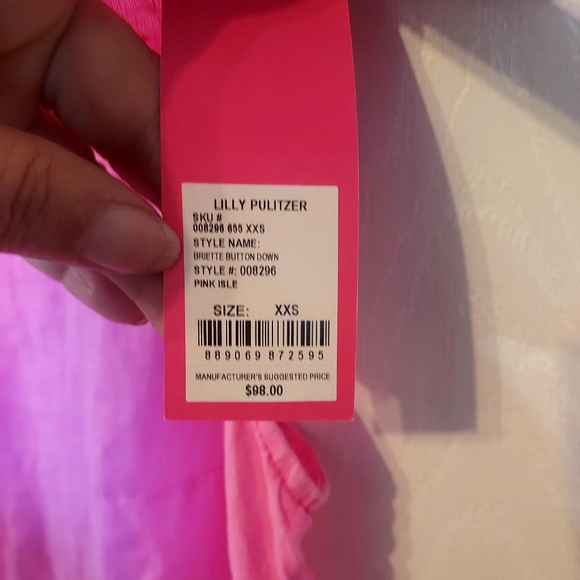 LILLY PULITZER
SKU #
008296 655 XXS
STYLE NAME:
BRIETTE BUTTON DOWN
STYLE #: 008296
PINK ISLE
SIZE: XXS
889069 872595
MANUFACTURER'S SUGGESTED PRICE
$98.00